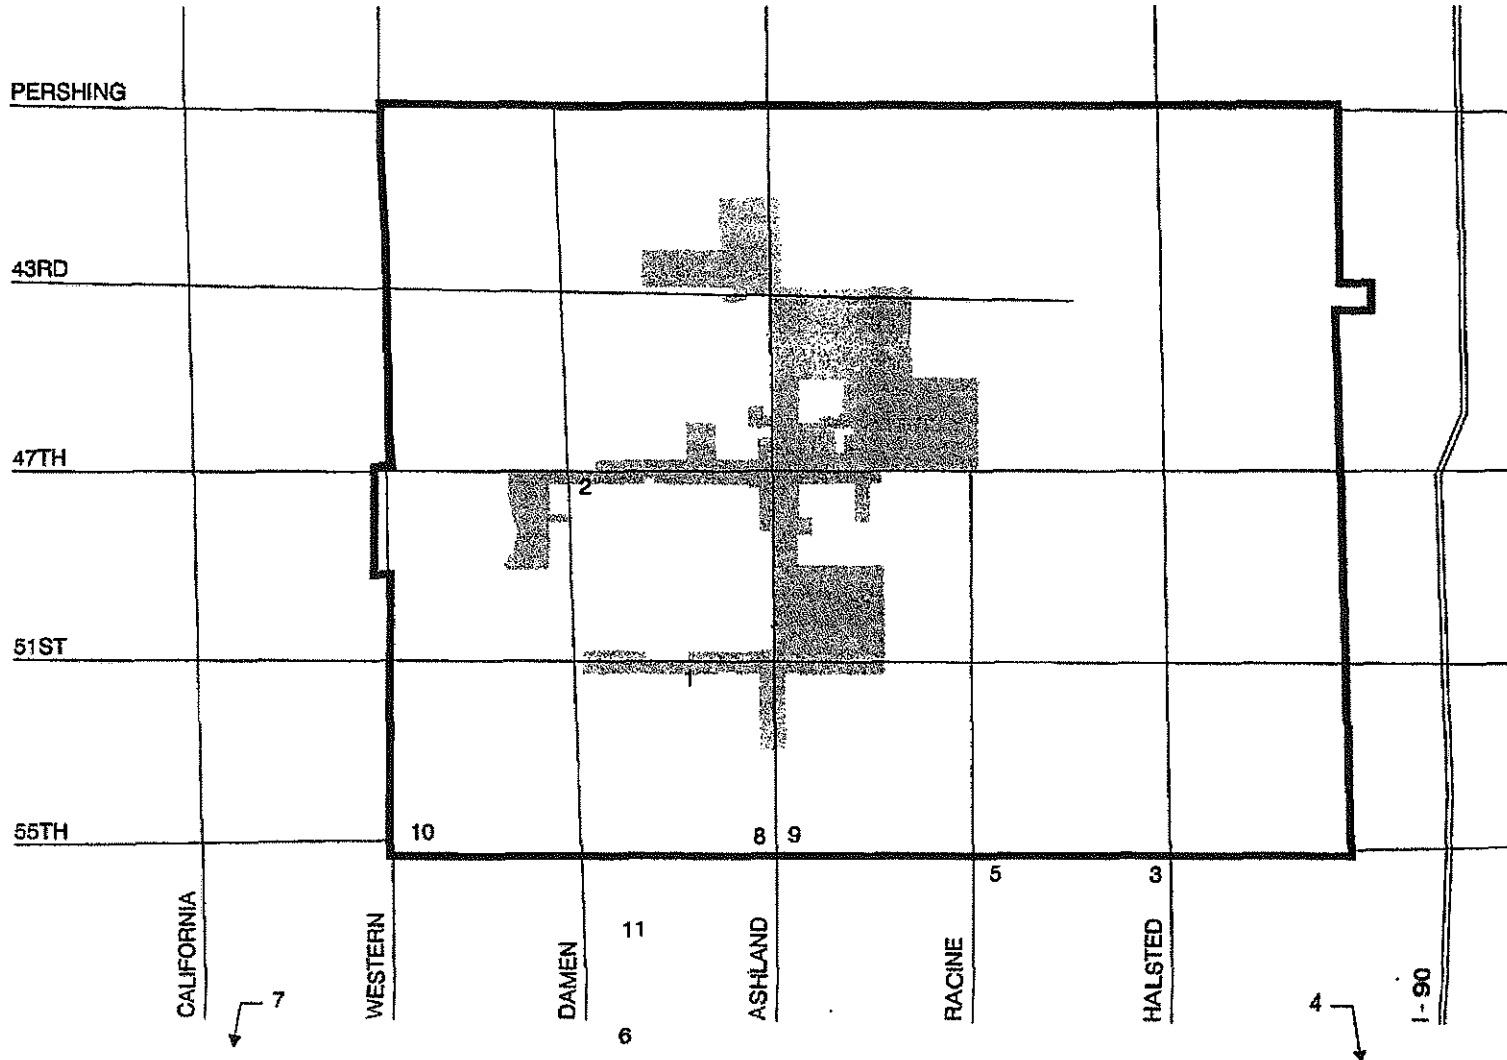 PERSHING
43RD
47TH
2
51ST
1
55TH
10
8
9
5
3
11
CALIFORNIA
WESTERN
DAMEN
ASHLAND
RACINE
HALSTED
I-90
7
4
6